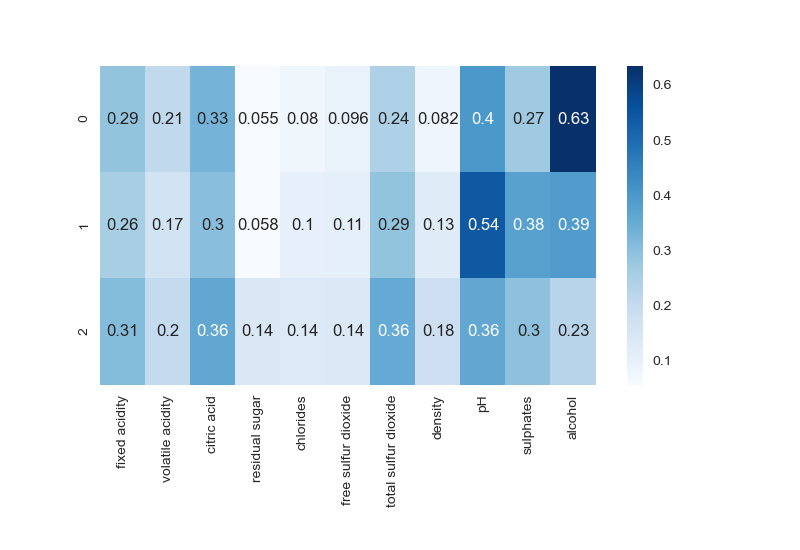 0 0.29 0.21 0.33 0.055 0.08 0.096 0.24 0.082 0.4 0.27 0.63
1 0.26 0.17 0.3 0.058 0.1 0.11 0.29 0.13 0.54 0.38 0.39
2 0.31 0.2 0.36 0.14 0.14 0.14 0.36 0.18 0.36 0.3 0.23
fixed acidity
volatile acidity
citric acid
residual sugar
chlorides
free sulfur dioxide
total sulfur dioxide
density
pH
sulphates
alcohol
0.6
0.5
0.4
0.3
0.2
0.1